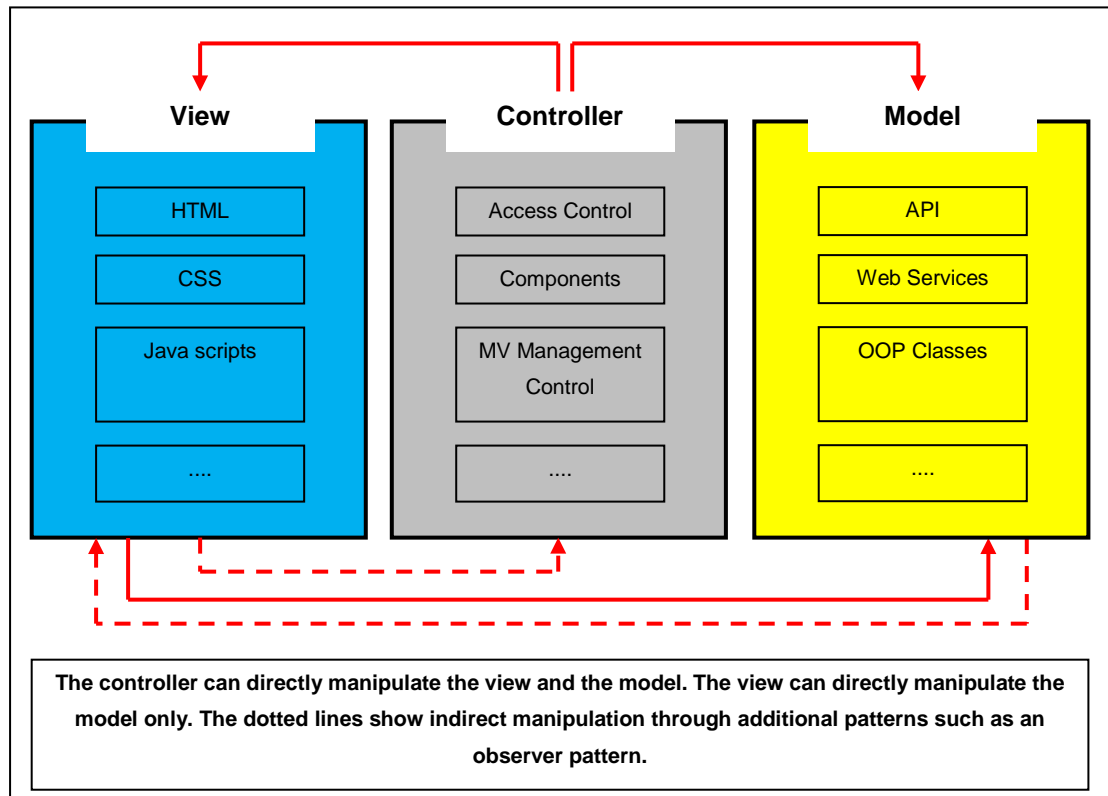 View
Controller
Model
HTML
Access Control
API
CSS
Components
Web Services
Java scripts
MV Management
Control
OOP Classes
....
....
....
The controller can directly manipulate the view and the model. The view can directly manipulate the
model only. The dotted lines show indirect manipulation through additional patterns such as an
observer pattern.